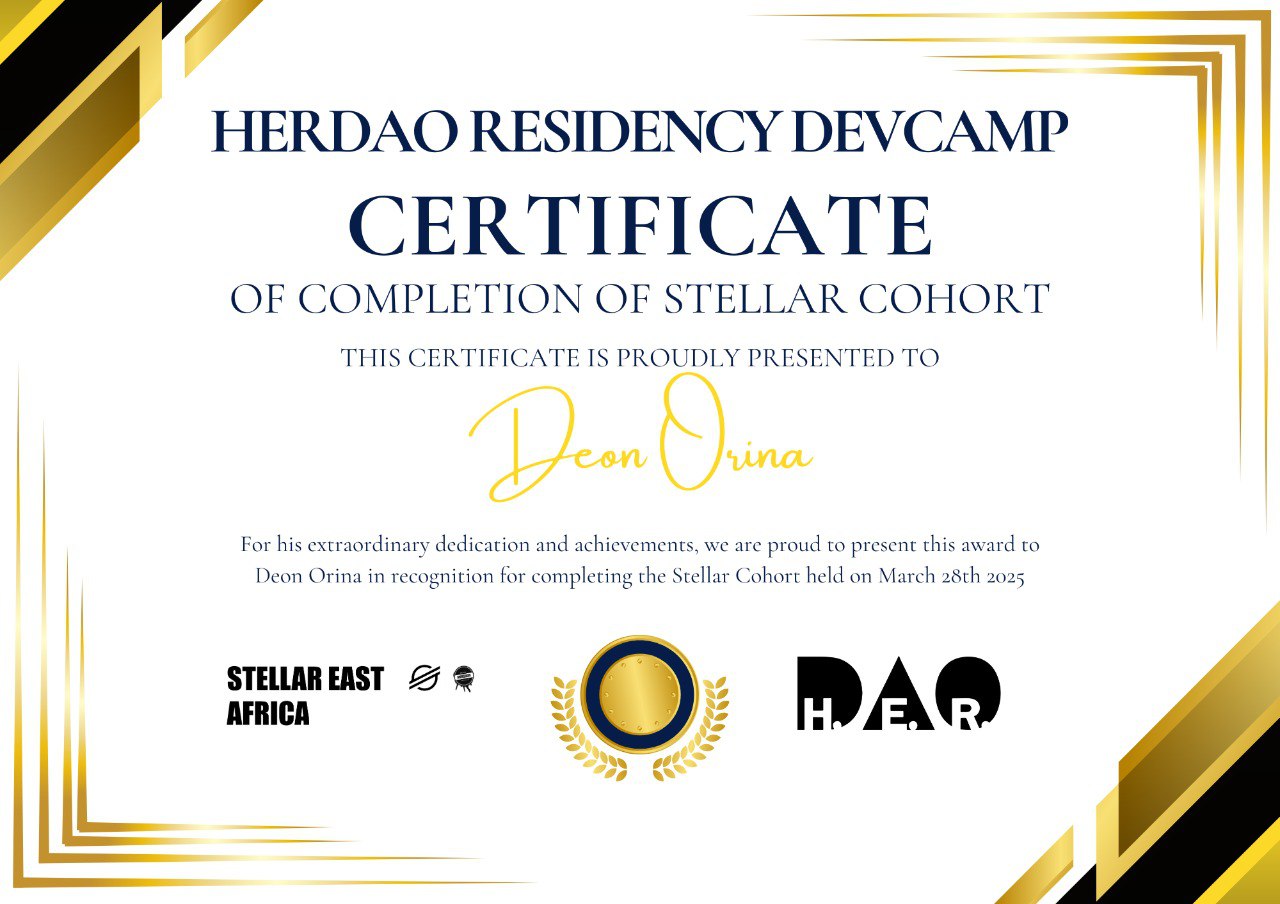 HERDAO RESIDENCY DEVCAMP
CERTIFICATE
OF COMPLETION OF STELLAR COHORT
THIS CERTIFICATE IS PROUDLY PRESENTED TO
Deon Orina
For his extraordinary dedication and achievements, we are proud to present this award to
Deon Orina in recognition for completing the Stellar Cohort held on March 28th 2025
STELLAR EAST
AFRICA
DAO
H.E.R.